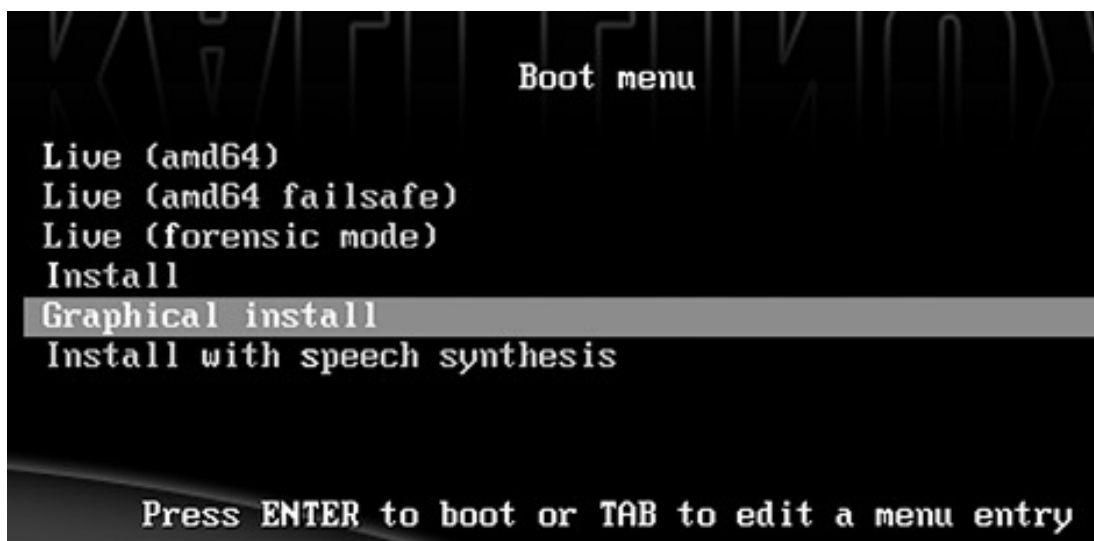 Boot menu
Live (amd64)
Live (amd64 failsafe)
Live (forensic mode)
Install
Graphical install
Install with speech synthesis
Press ENTER to boot or TAB to edit a menu entry